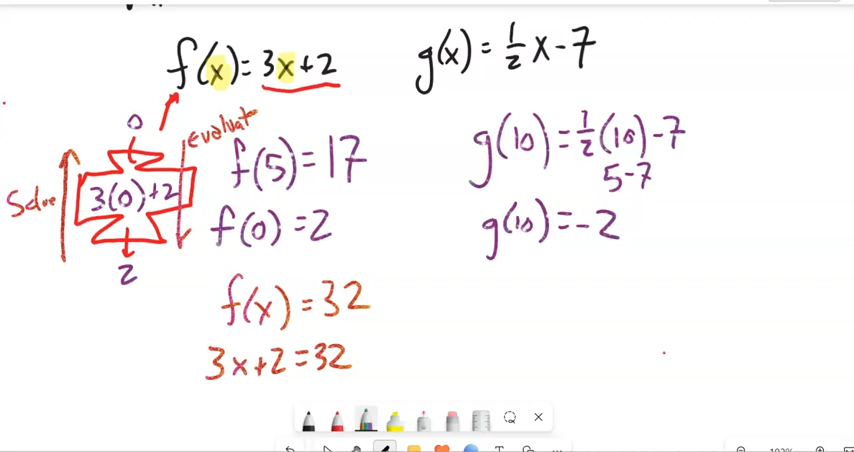 f(x) = 3x+2
g(x) = 1/2 x - 7
0
evaluat
Solve
3(0)+2
2
f(5) = 17
f(0) = 2
f(x) = 32
3x+2 = 32
g(10) = 1/2 (10) - 7
5-7
g(10) = -2